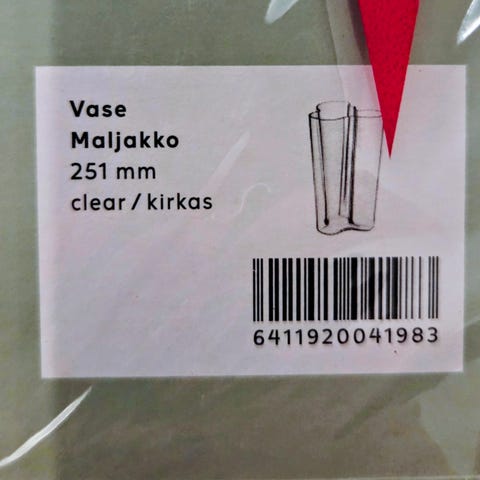 Vase
Maljakko
251 mm
clear / kirkas
6411920041983